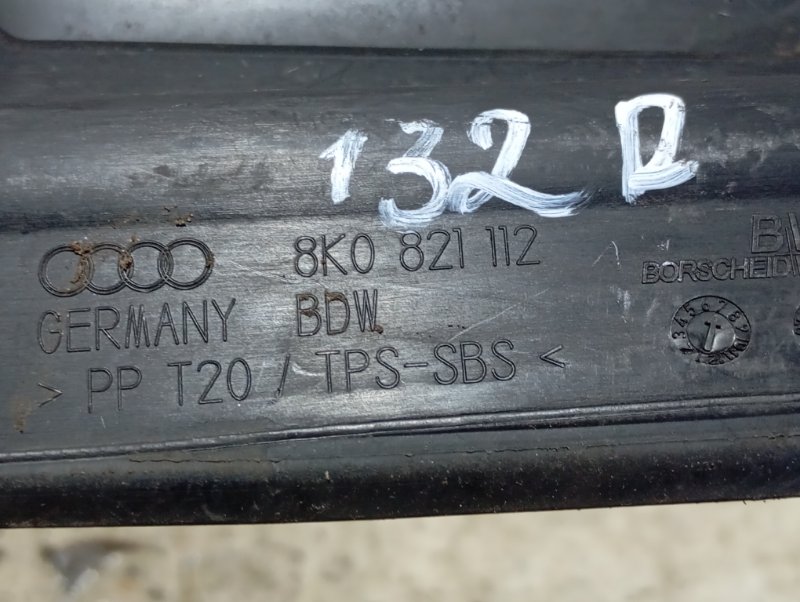 132 D
8K0 821 112
GERMANY BDW
> PP T20 / TPS-SBS <
BORSCHEID